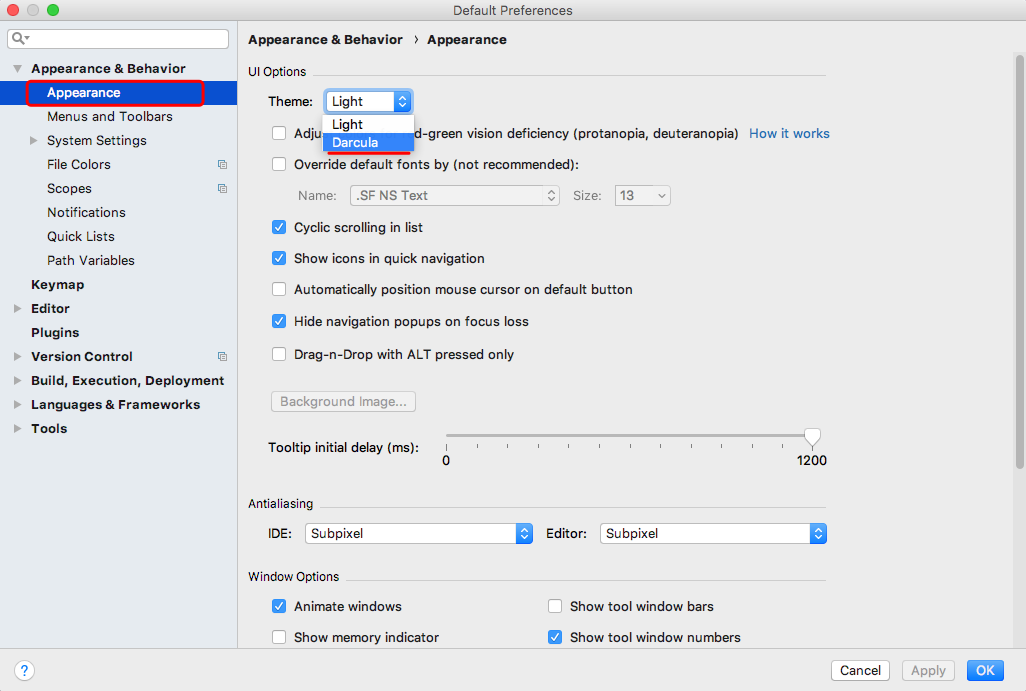 Default Preferences
Appearance & Behavior
Appearance
Menus and Toolbars
System Settings
File Colors
Scopes
Notifications
Quick Lists
Path Variables
Keymap
Editor
Plugins
Version Control
Build, Execution, Deployment
Languages & Frameworks
Tools
Appearance & Behavior › Appearance
UI Options
Theme: Light
Light
Darcula
Adju d-green vision deficiency (protanopia, deuteranopia) How it works
Override default fonts by (not recommended):
Name: .SF NS Text Size: 13
Cyclic scrolling in list
Show icons in quick navigation
Automatically position mouse cursor on default button
Hide navigation popups on focus loss
Drag-n-Drop with ALT pressed only
Background Image...
Tooltip initial delay (ms):
0 1200
Antialiasing
IDE: Subpixel Editor: Subpixel
Window Options
Animate windows Show tool window bars
Show memory indicator Show tool window numbers
? Cancel Apply OK